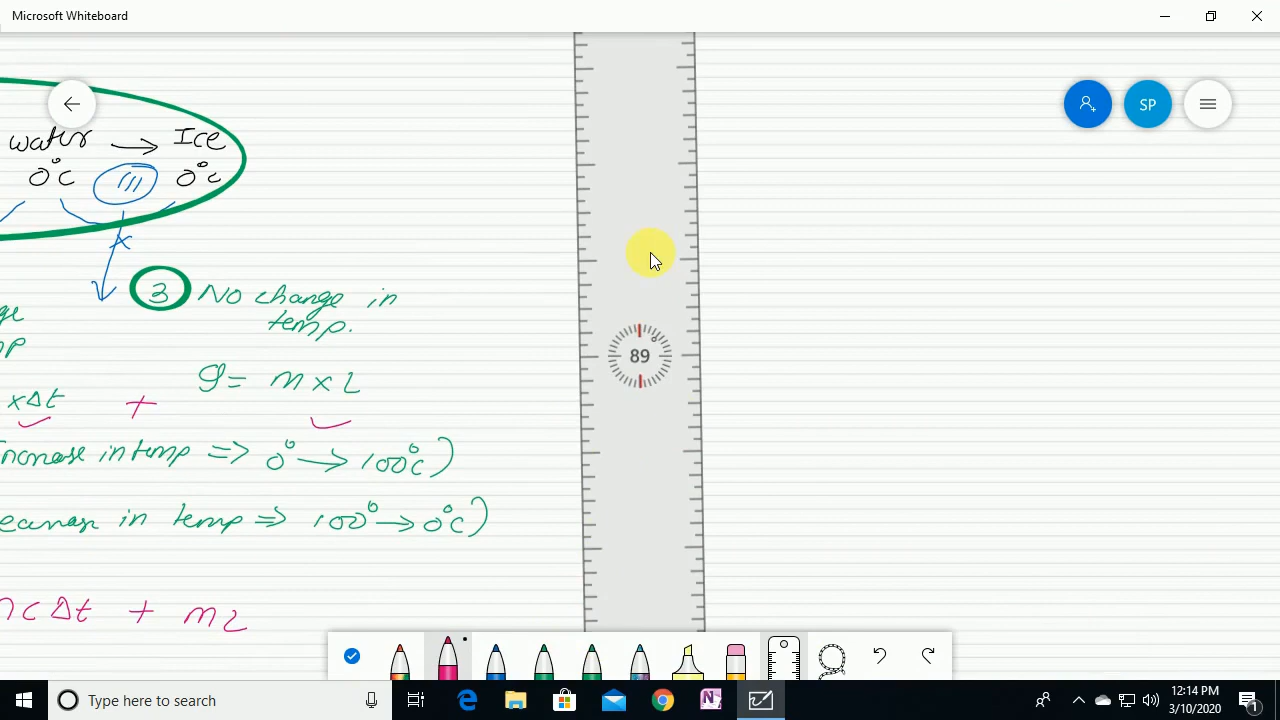 Microsoft Whiteboard
SP
water → Ice
0°C 0°C
3 No change in
temp.
89
Q = m x L
xΔt +
increase in temp => 0° → 100°C)
decrease in temp => 100° → 0°C)
mcΔt + mL
Type here to search
12:14 PM
3/10/2020